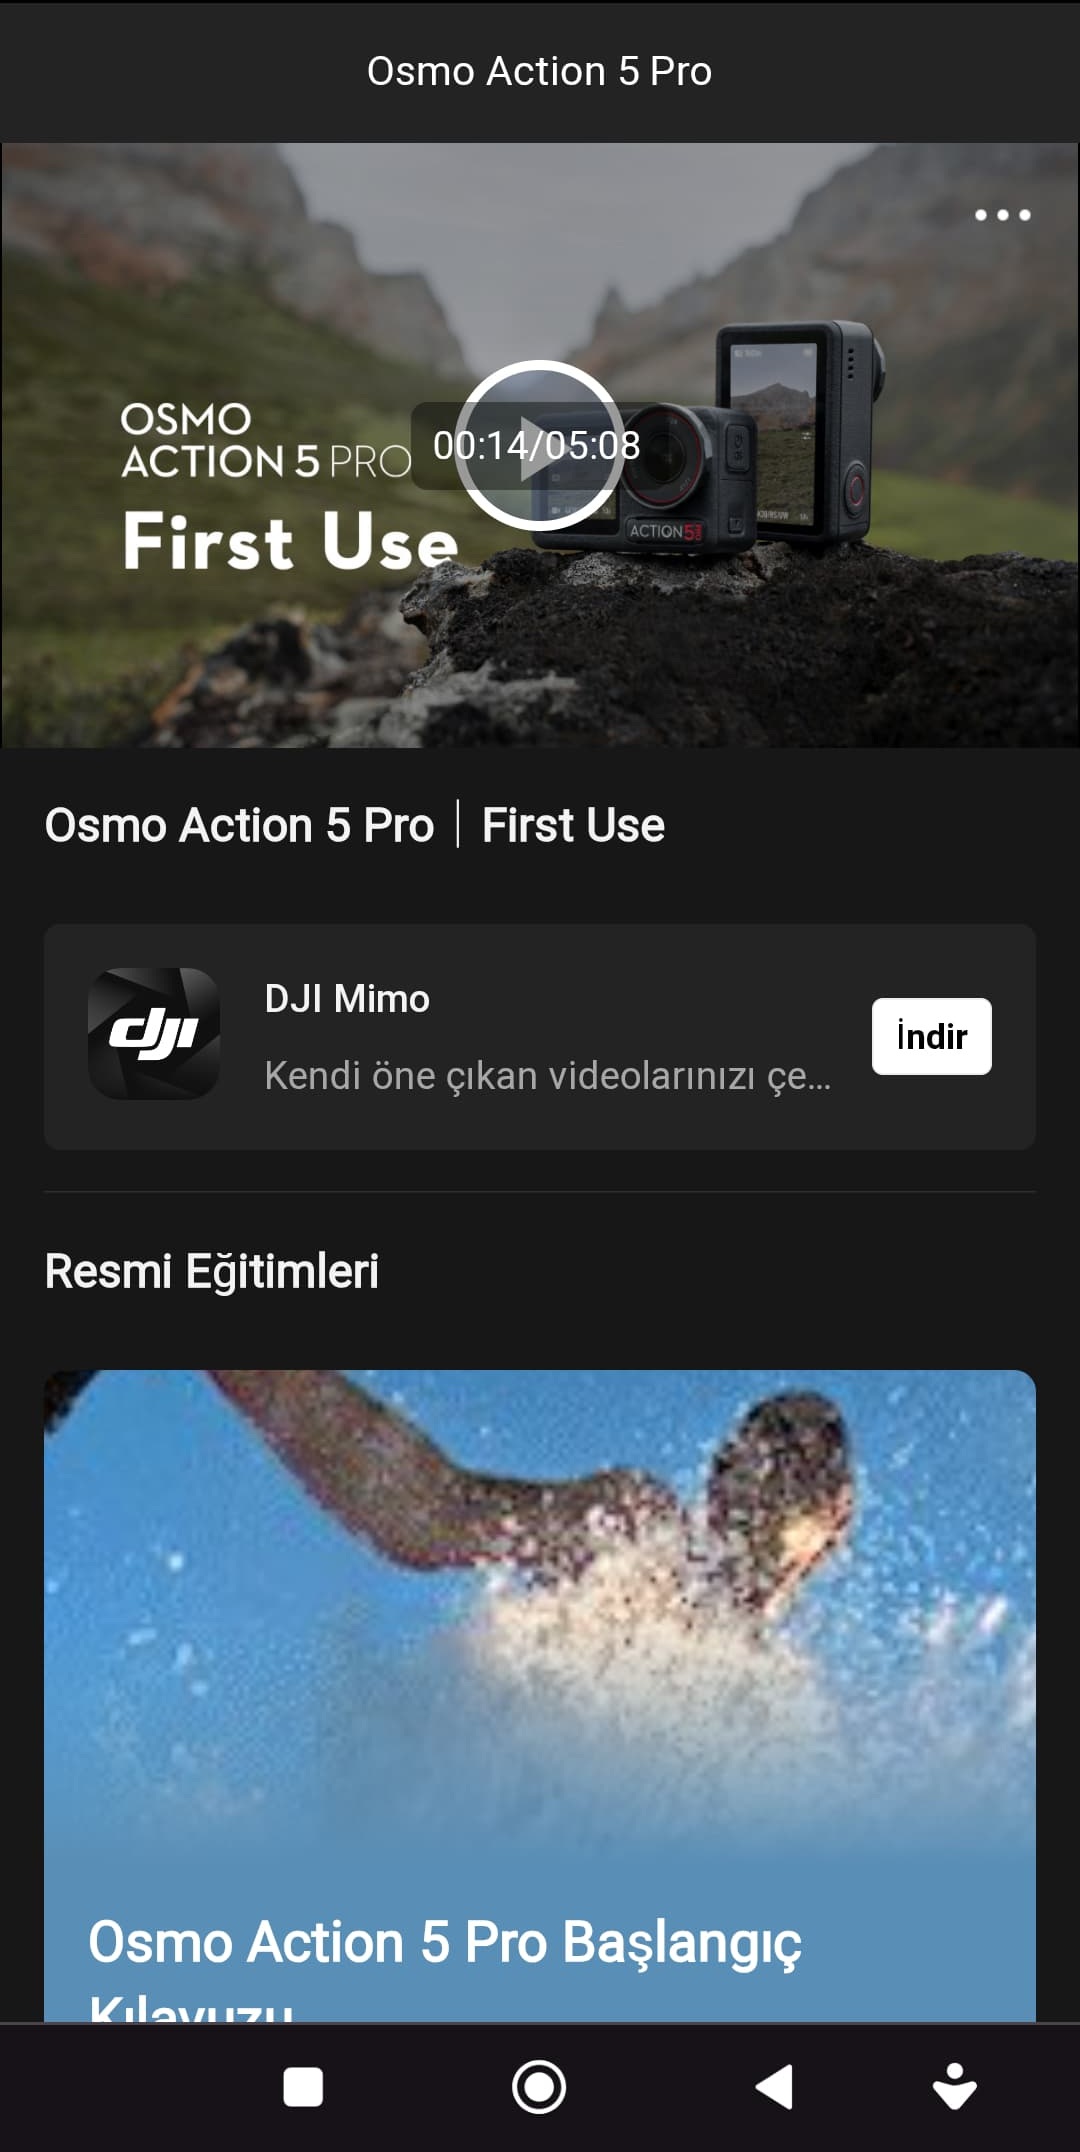 Osmo Action 5 Pro
OSMO
ACTION 5 PRO
First Use
00:14/05:08
ACTION 5
Osmo Action 5 Pro | First Use
dji
DJI Mimo
Kendi öne çıkan videolarınızı çe...
İndir
Resmi Eğitimleri
Osmo Action 5 Pro Başlangıç
Kılavuzu